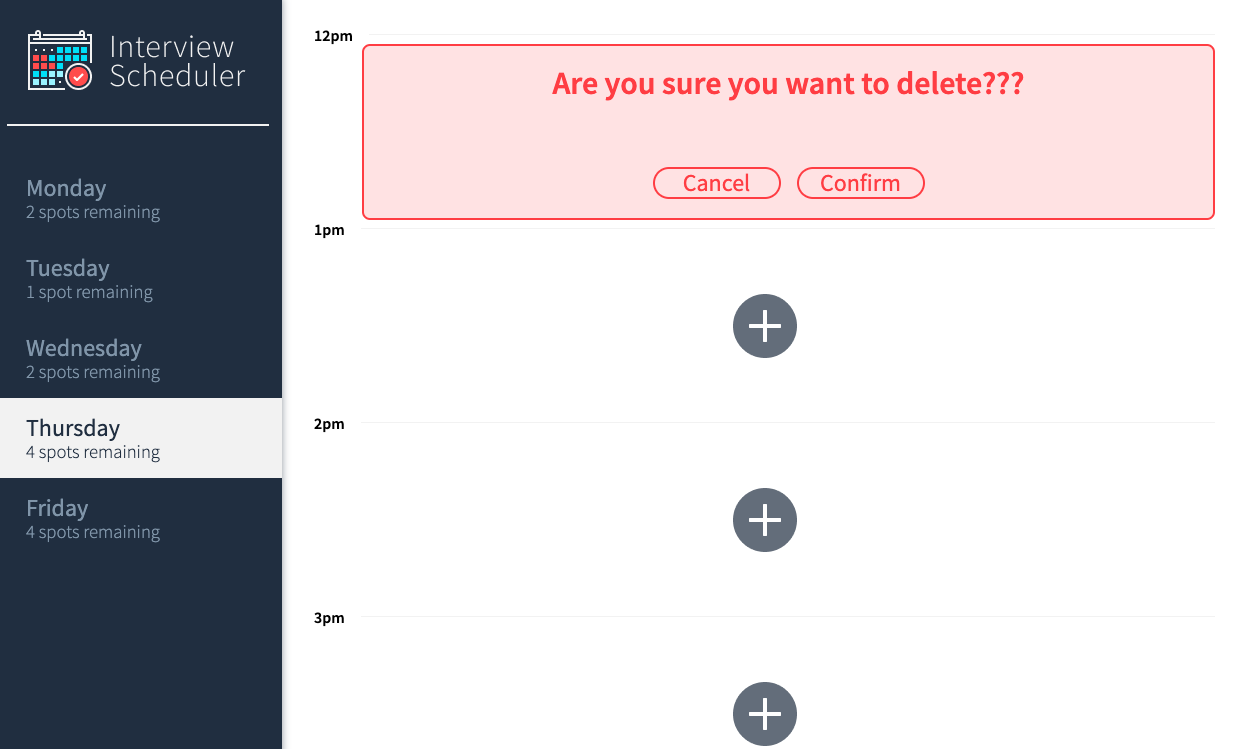 Interview
Scheduler
Monday
2 spots remaining
Tuesday
1 spot remaining
Wednesday
2 spots remaining
Thursday
4 spots remaining
Friday
4 spots remaining
12pm
Are you sure you want to delete???
Cancel Confirm
1pm
2pm
3pm